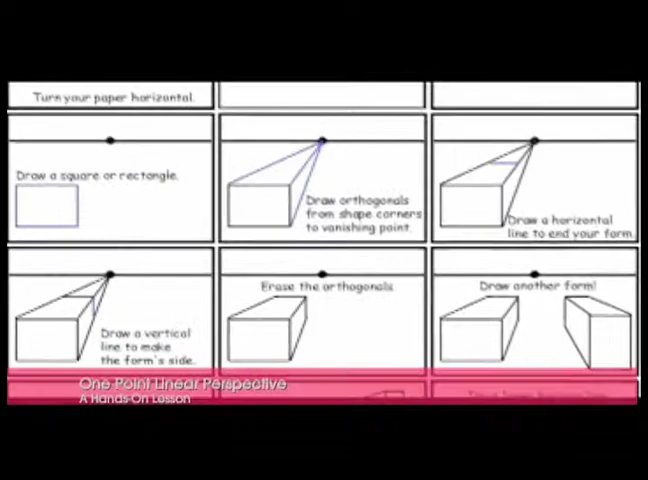 Turn your paper horizontal.
Draw a square or rectangle.
Draw orthogonals
from shape corners
to vanishing point.
Draw a horizontal
line to end your form.
Draw a vertical
line to make
the form's side.
Erase the orthogonals
Draw another form!
One Point Linear Perspective
A Hands-On Lesson